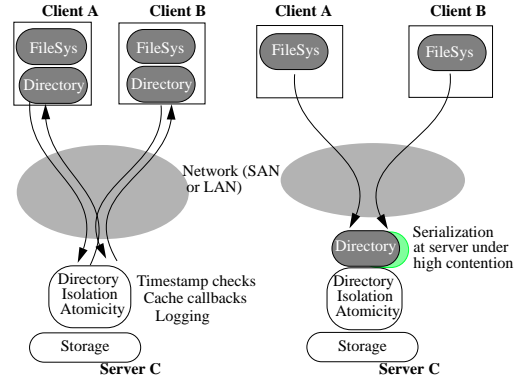 Client A
Client B
FileSys
FileSys
Directory
Directory
Network (SAN
or LAN)
Directory
Isolation
Atomicity
Timestamp checks
Cache callbacks
Logging
Storage
Server C
Client A
Client B
FileSys
FileSys
Directory
Serialization
at server under
high contention
Directory
Isolation
Atomicity
Storage
Server C